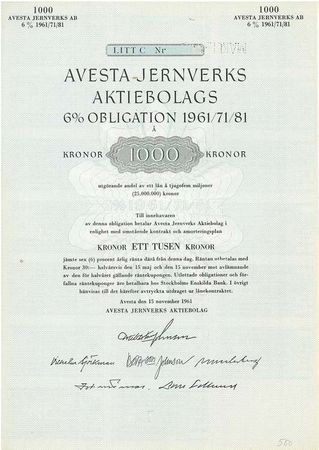 1000
AVESTA JERNVERKS AB
6 % 1961/71/81
1000
AVESTA JERNVERKS AB
6 % 1961/71/81
LITT C Nr
AVESTA JERNVERKS
AKTIEBOLAGS
6% OBLIGATION 1961/71/81
Å
KRONOR 1000 KRONOR
utgörande andel av ett lån å tjugofem miljoner
(25.000.000) kronor
Till innehavaren
av denna obligation betalar Avesta Jernverks Aktiebolag i
enlighet med omstående kontrakt och amorteringsplan
KRONOR ETT TUSEN KRONOR
jämte sex (6) procent årlig ränta därå från denna dag. Räntan utbetalas med
Kronor 30:— halvårsvis den 15 maj och den 15 november mot avlämnande
av den för halvåret gällande räntekupongen. Utlottade obligationer och för-
fallna räntekuponger äro betalbara hos Stockholms Enskilda Bank. I övrigt
hänvisas till det härefter avtryckta utdraget ur lånekontraktet.
Avesta den 15 november 1961
AVESTA JERNVERKS AKTIEBOLAG
Johnson